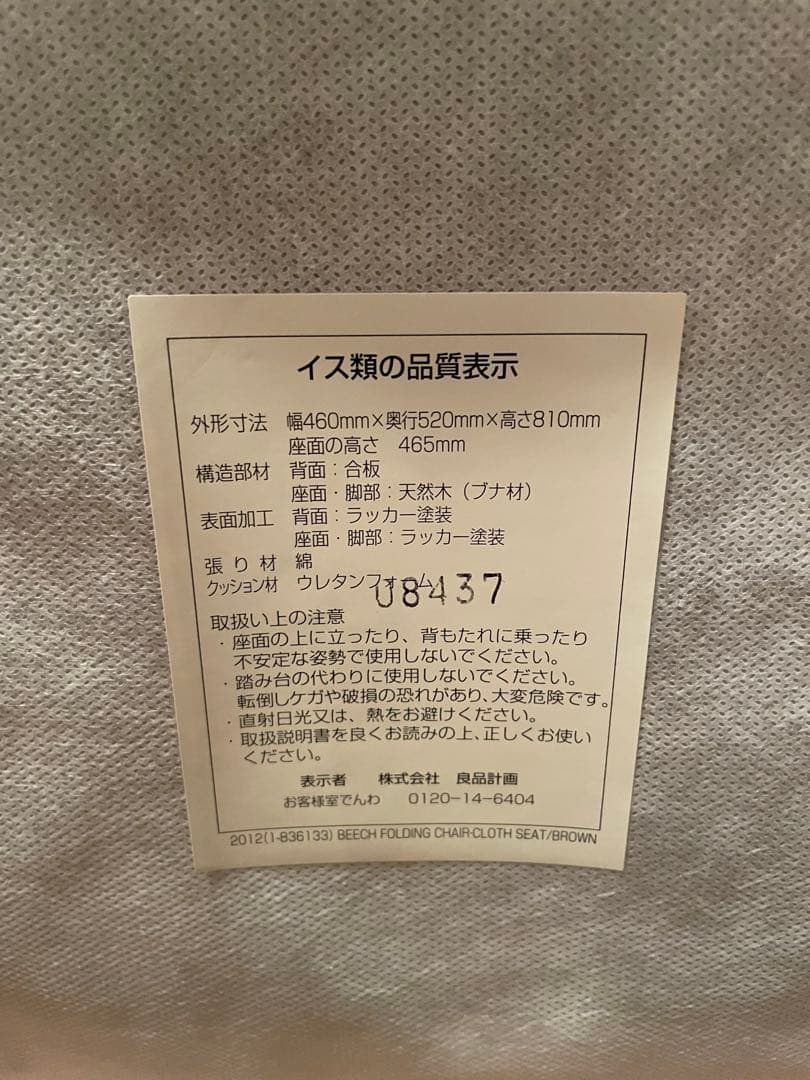 イス類の品質表示
外形寸法 幅460mm×奥行520mm×高さ810mm
座面の高さ 465mm
構造部材 背面：合板
座面・脚部：天然木（ブナ材）
表面加工 背面：ラッカー塗装
座面・脚部：ラッカー塗装
張り材 綿
クッション材 ウレタンフォーム
U8437
取扱い上の注意
・座面の上に立ったり、背もたれに乗ったり
不安定な姿勢で使用しないでください。
・踏み台の代わりに使用しないでください。
転倒しケガや破損の恐れがあり、大変危険です。
・直射日光又は、熱をお避けください。
・取扱説明書を良くお読みの上、正しくお使い
ください。
表示者 株式会社 良品計画
お客様室でんわ 0120-14-6404
2012(1-836133) BEECH FOLDING CHAIR-CLOTH SEAT/BROWN